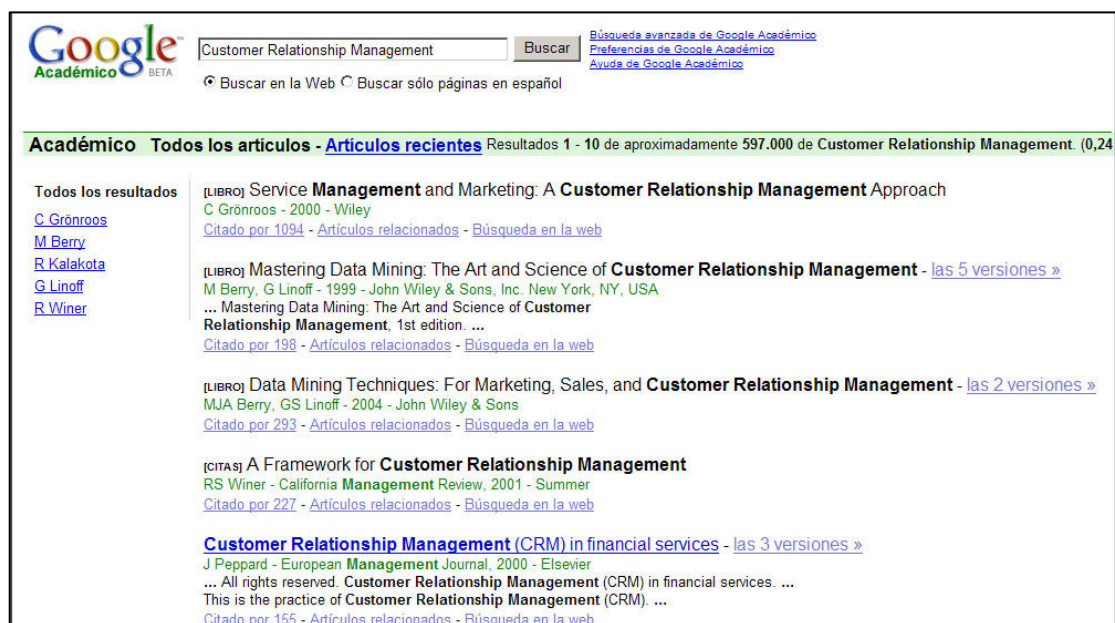 Google
Académico BETA
Customer Relationship Management
Buscar
Búsqueda avanzada de Google Académico
Preferencias de Google Académico
Ayuda de Google Académico
Buscar en la Web Buscar sólo páginas en español
Académico Todos los artículos - Artículos recientes Resultados 1 - 10 de aproximadamente 597.000 de Customer Relationship Management. (0,24
Todos los resultados
C Grönroos
M Berry
R Kalakota
G Linoff
R Winer
[LIBRO] Service Management and Marketing: A Customer Relationship Management Approach
C Grönroos - 2000 - Wiley
Citado por 1094 - Artículos relacionados - Búsqueda en la web
[LIBRO] Mastering Data Mining: The Art and Science of Customer Relationship Management - las 5 versiones »
M Berry, G Linoff - 1999 - John Wiley & Sons, Inc. New York, NY, USA
... Mastering Data Mining: The Art and Science of Customer
Relationship Management, 1st edition. ...
Citado por 198 - Artículos relacionados - Búsqueda en la web
[LIBRO] Data Mining Techniques: For Marketing, Sales, and Customer Relationship Management - las 2 versiones »
MJA Berry, GS Linoff - 2004 - John Wiley & Sons
Citado por 293 - Artículos relacionados - Búsqueda en la web
[CITAS] A Framework for Customer Relationship Management
RS Winer - California Management Review, 2001 - Summer
Citado por 227 - Artículos relacionados - Búsqueda en la web
Customer Relationship Management (CRM) in financial services - las 3 versiones »
J Peppard - European Management Journal, 2000 - Elsevier
... All rights reserved. Customer Relationship Management (CRM) in financial services. ...
This is the practice of Customer Relationship Management (CRM). ...
Citado por 155 - Artículos relacionados - Búsqueda en la web